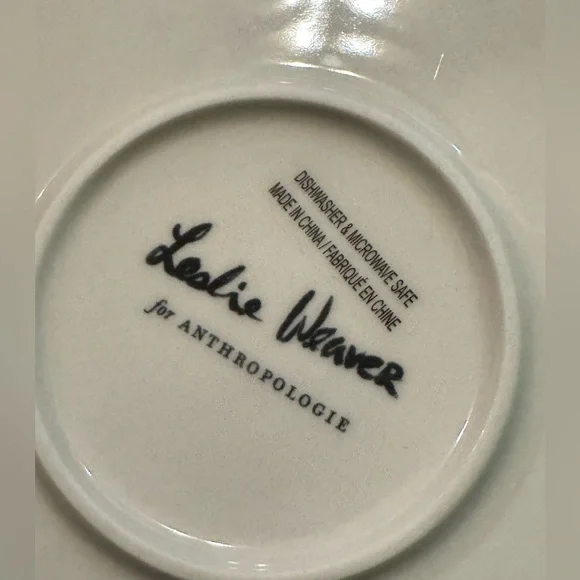 DISHWASHER & MICROWAVE SAFE
MADE IN CHINA / FABRIQUÉ EN CHINE
Leslie Weaver
for ANTHROPOLOGIE